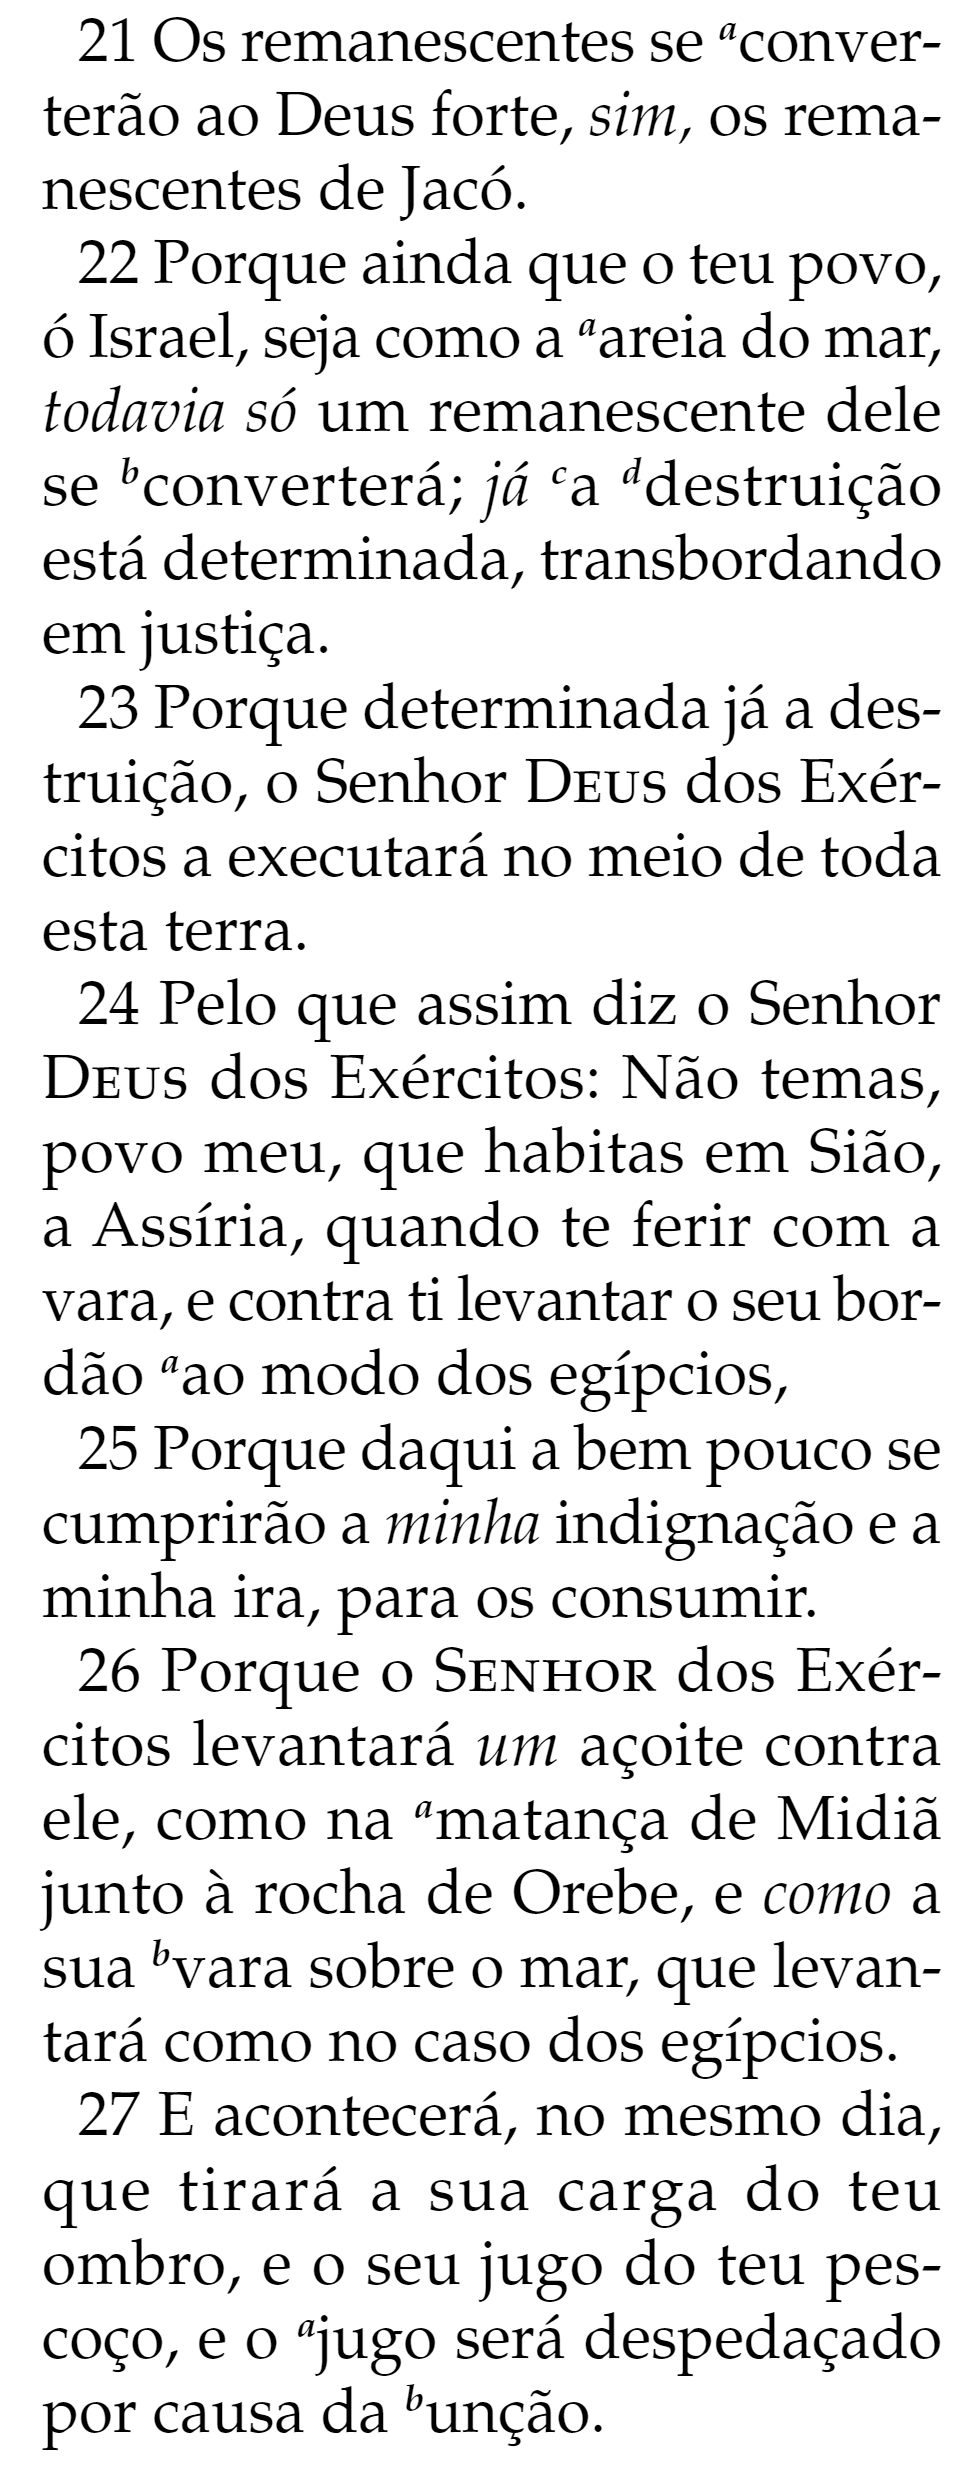 21 Os remanescentes se ᵃconver-
terão ao Deus forte, sim, os rema-
nescentes de Jacó.
22 Porque ainda que o teu povo,
ó Israel, seja como a ᵃareia do mar,
todavia só um remanescente dele
se ᵇconverterá; já ᶜa ᵈdestruição
está determinada, transbordando
em justiça.
23 Porque determinada já a des-
truição, o Senhor DEUS dos Exér-
citos a executará no meio de toda
esta terra.
24 Pelo que assim diz o Senhor
DEUS dos Exércitos: Não temas,
povo meu, que habitas em Sião,
a Assíria, quando te ferir com a
vara, e contra ti levantar o seu bor-
dão ᵃao modo dos egípcios,
25 Porque daqui a bem pouco se
cumprirão a minha indignação e a
minha ira, para os consumir.
26 Porque o SENHOR dos Exér-
citos levantará um açoite contra
ele, como na ᵃmatança de Midiã
junto à rocha de Orebe, e como a
sua ᵇvara sobre o mar, que levan-
tará como no caso dos egípcios.
27 E acontecerá, no mesmo dia,
que tirará a sua carga do teu
ombro, e o seu jugo do teu pes-
coço, e o ᵃjugo será despedaçado
por causa da ᵇunção.